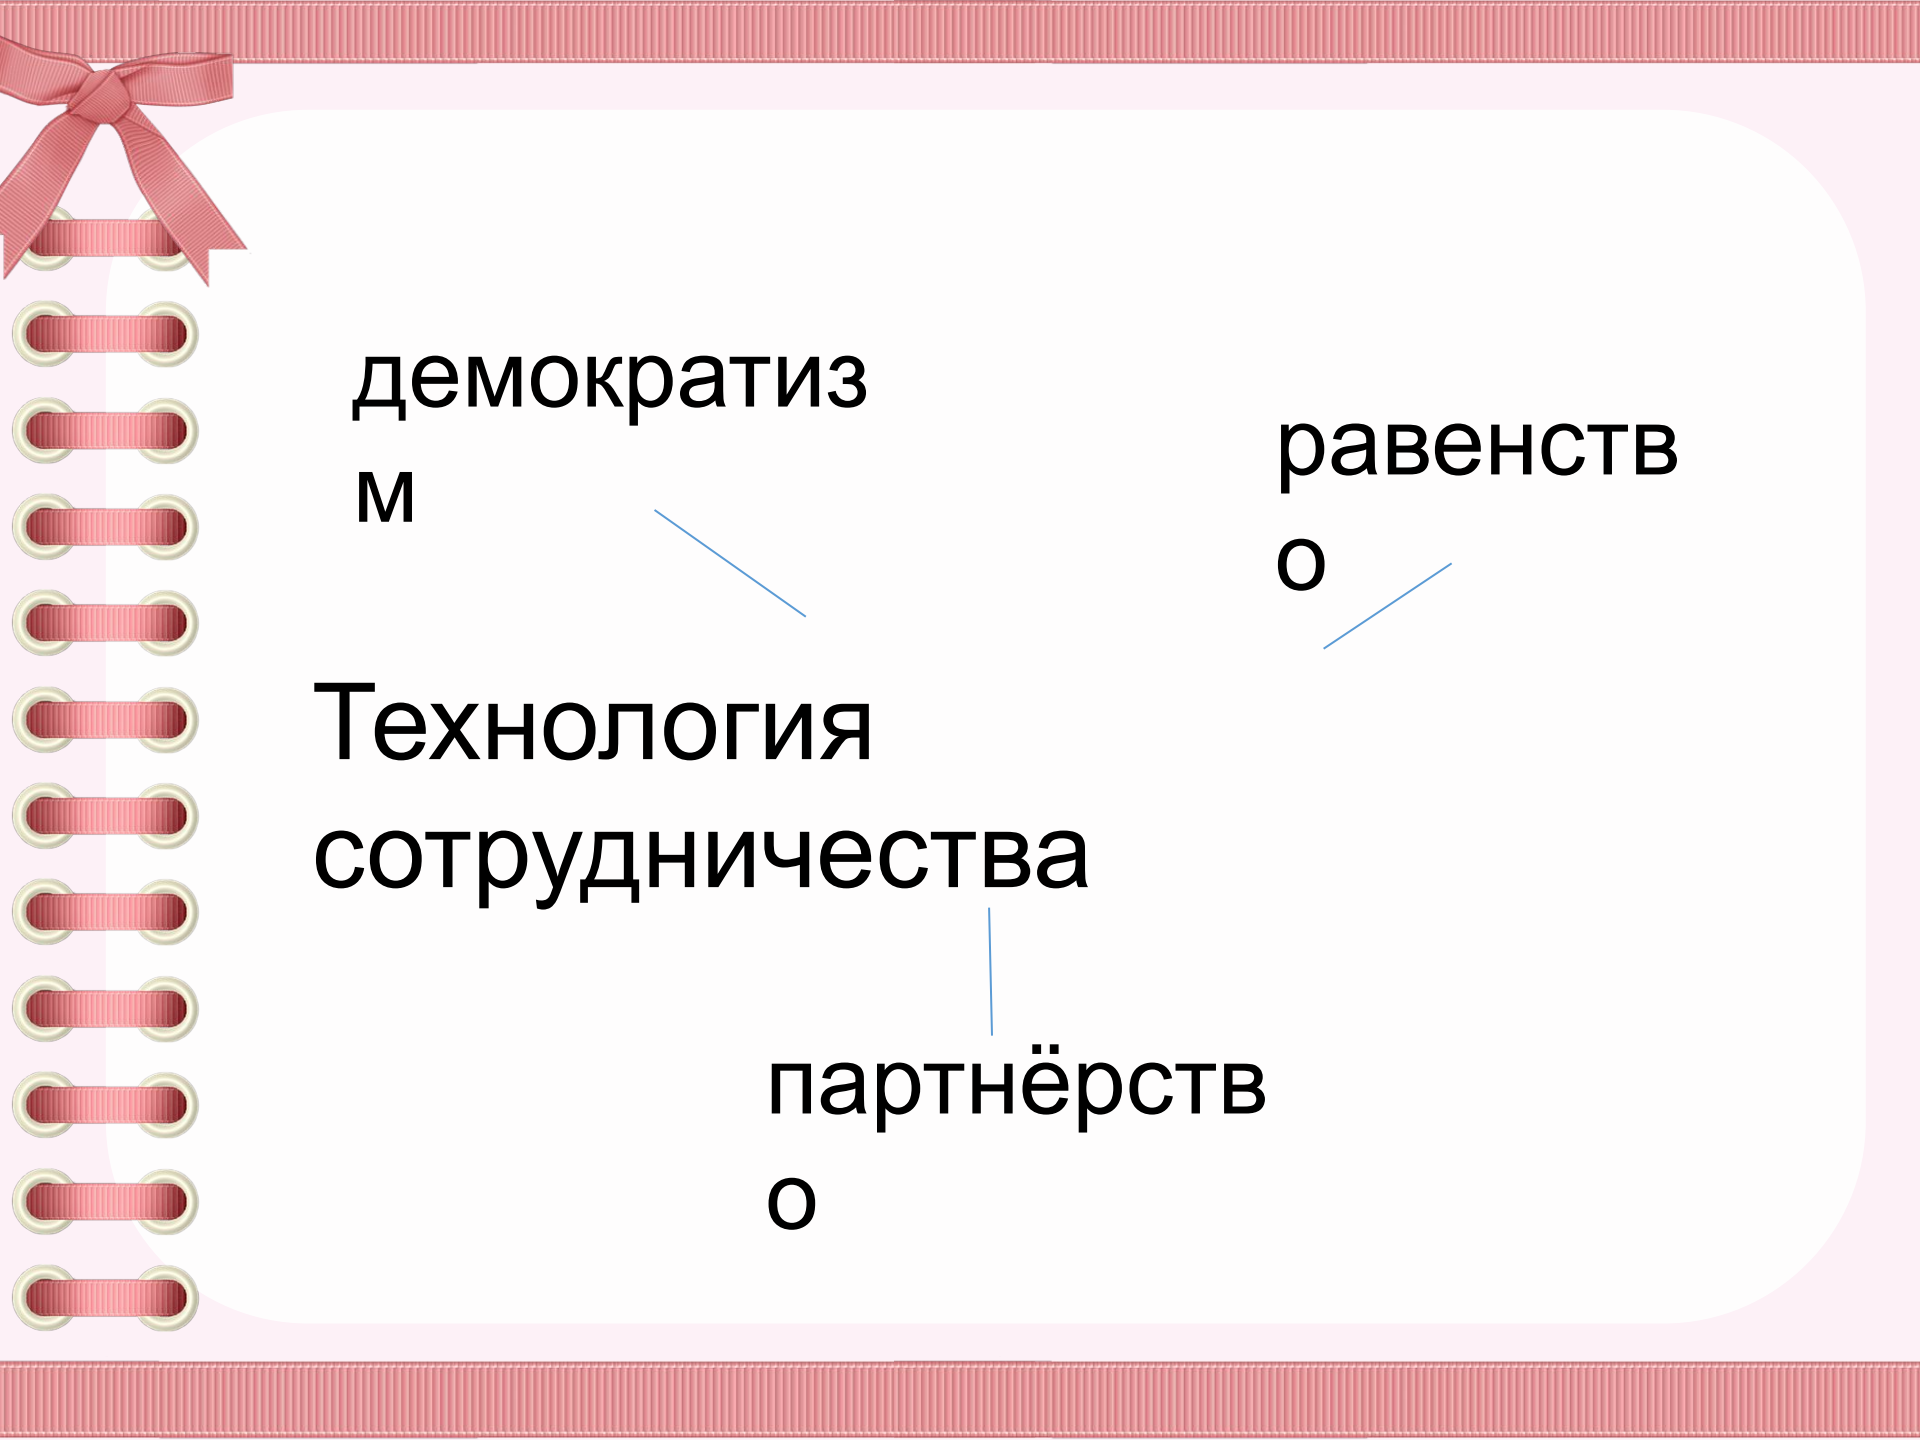 демократиз
м
равенств
о
Технология
сотрудничества
партнёрств
о